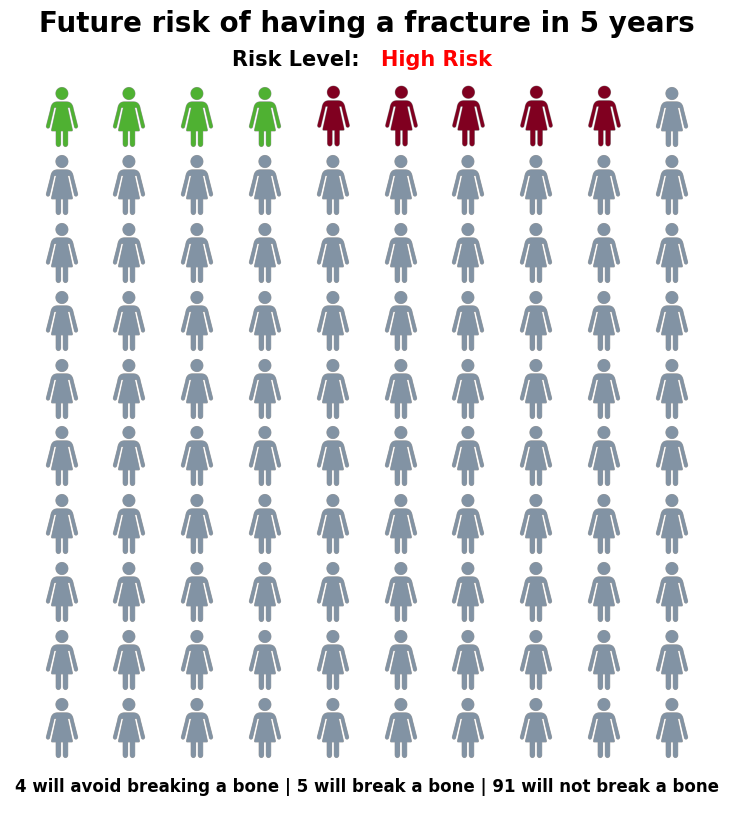 Future risk of having a fracture in 5 years
Risk Level: High Risk
4 will avoid breaking a bone | 5 will break a bone | 91 will not break a bone